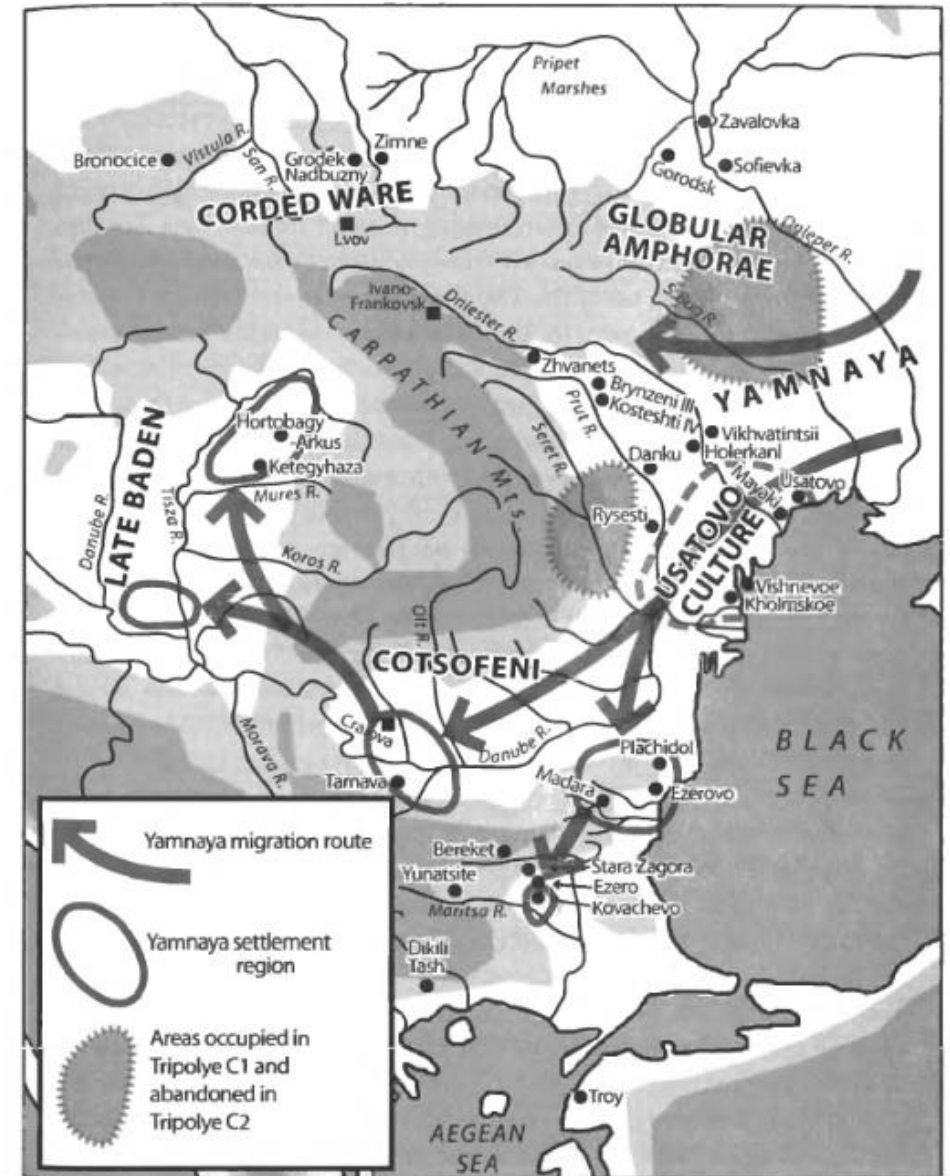 Pripet
Marshes
Zavalovka
Bronocice
Vistula R.
San R.
Grodek
Nadbuzny
Zimne
Gorodsk
Sofievka
CORDED WARE
Lvov
GLOBULAR
AMPHORAE
Dnieper R.
Ivano-
Frankovsk
Dniester R.
S. Bug R.
CARPATHIAN Mts
Zhvanets
YAMNAYA
Brynzeni III
Kosteshti IV
Prut R.
Seret R.
Vikhvatintsii
Holerkanl
Danku
Mayaki
Usatovo
Hortobagy
-Arkus
Ketegyhaza
Mures R.
LATE BADEN
Danube R.
Tisza R.
Koros R.
Rysesti
USATOVO
CULTURE
Vishnevoe
Kholmskoe
Olt R.
COTSOFENI
Craiova
Danube R.
Morava R.
Tarnava
Plachidol
Madara
Ezerovo
BLACK
SEA
Bereket
Stara Zagora
Yunatsite
Ezero
Maritsa R.
Kovachevo
Dikili
Tash
Troy
AEGEAN
SEA
Yamnaya migration route
Yamnaya settlement
region
Areas occupied in
Tripolye C1 and
abandoned in
Tripolye C2